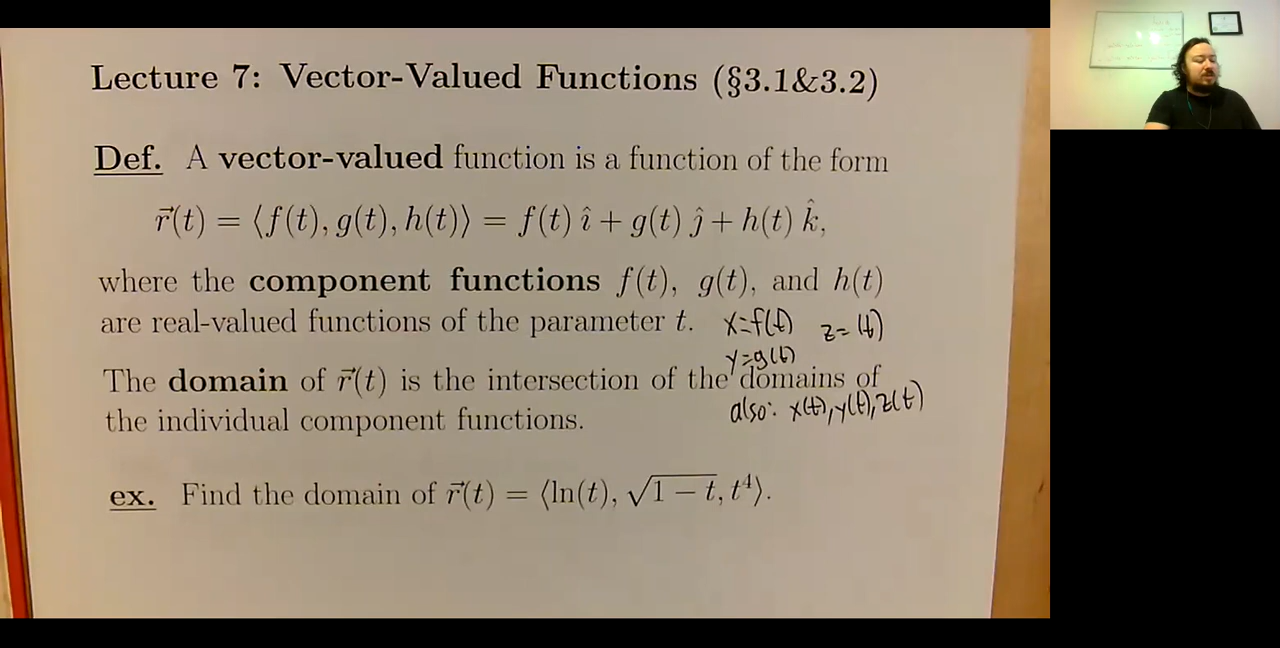 Lecture 7: Vector-Valued Functions (§3.1&3.2)
Def. A vector-valued function is a function of the form
r⃗(t) = ⟨f(t), g(t), h(t)⟩ = f(t) î + g(t) ĵ + h(t) k̂,
where the component functions f(t), g(t), and h(t)
are real-valued functions of the parameter t.
x=f(t) z=(t)
y=g(t)
The domain of r⃗(t) is the intersection of the domains of
the individual component functions.
also: x(t), y(t), z(t)
ex. Find the domain of r⃗(t) = ⟨ln(t), √1 − t, t⁴⟩.